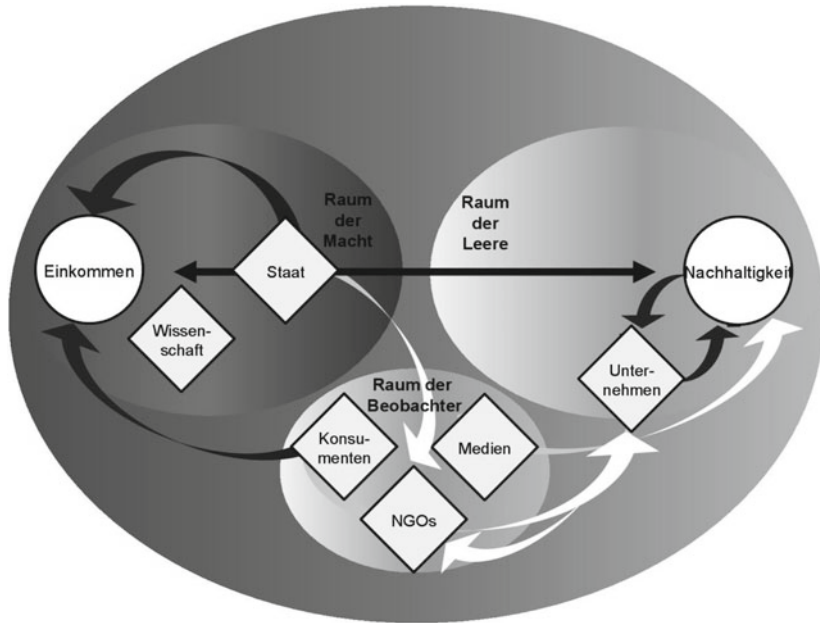 Raum
der
Macht
Raum
der
Leere
Einkommen
Staat
Nachhaltigkeit
Wissen-
schaft
Unter-
nehmen
Raum der
Beobachter
Konsu-
menten
Medien
NGOs